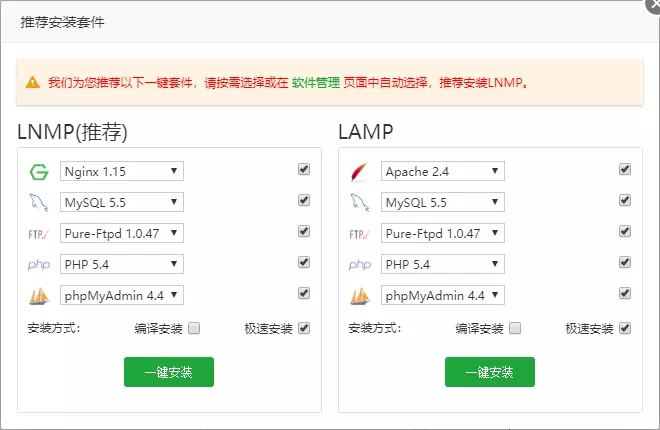 推荐安装套件
我们为您推荐以下一键套件，请按需选择或在 软件管理 页面中自动选择，推荐安装LNMP。
LNMP(推荐)
Nginx 1.15
MySQL 5.5
FTP
Pure-Ftpd 1.0.47
php
PHP 5.4
phpMyAdmin 4.4
安装方式：
编译安装
极速安装
一键安装
LAMP
Apache 2.4
MySQL 5.5
FTP
Pure-Ftpd 1.0.47
php
PHP 5.4
phpMyAdmin 4.4
安装方式：
编译安装
极速安装
一键安装